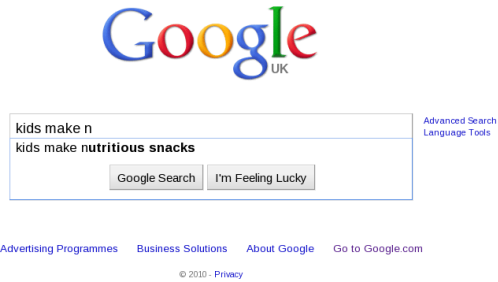 Google
UK
kids make n
Advanced Search
Language Tools
kids make nutritious snacks
Google Search I'm Feeling Lucky
Advertising Programmes Business Solutions About Google Go to Google.com
© 2010 - Privacy